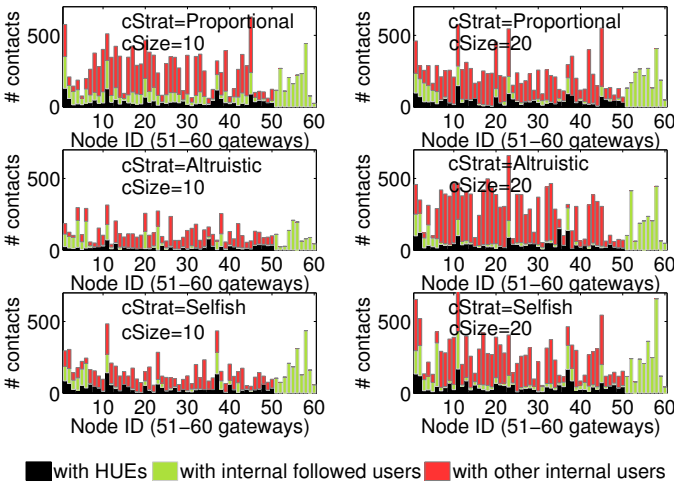 cStrat=Proportional
cSize=10
# contacts
500
0
10 20 30 40 50 60
Node ID (51−60 gateways)
cStrat=Proportional
cSize=20
# contacts
500
0
10 20 30 40 50 60
Node ID (51−60 gateways)
cStrat=Altruistic
cSize=10
# contacts
500
0
10 20 30 40 50 60
Node ID (51−60 gateways)
cStrat=Altruistic
cSize=20
# contacts
500
0
10 20 30 40 50 60
Node ID (51−60 gateways)
cStrat=Selfish
cSize=10
# contacts
500
0
10 20 30 40 50 60
Node ID (51−60 gateways)
cStrat=Selfish
cSize=20
# contacts
500
0
10 20 30 40 50 60
Node ID (51−60 gateways)
with HUEs with internal followed users with other internal users